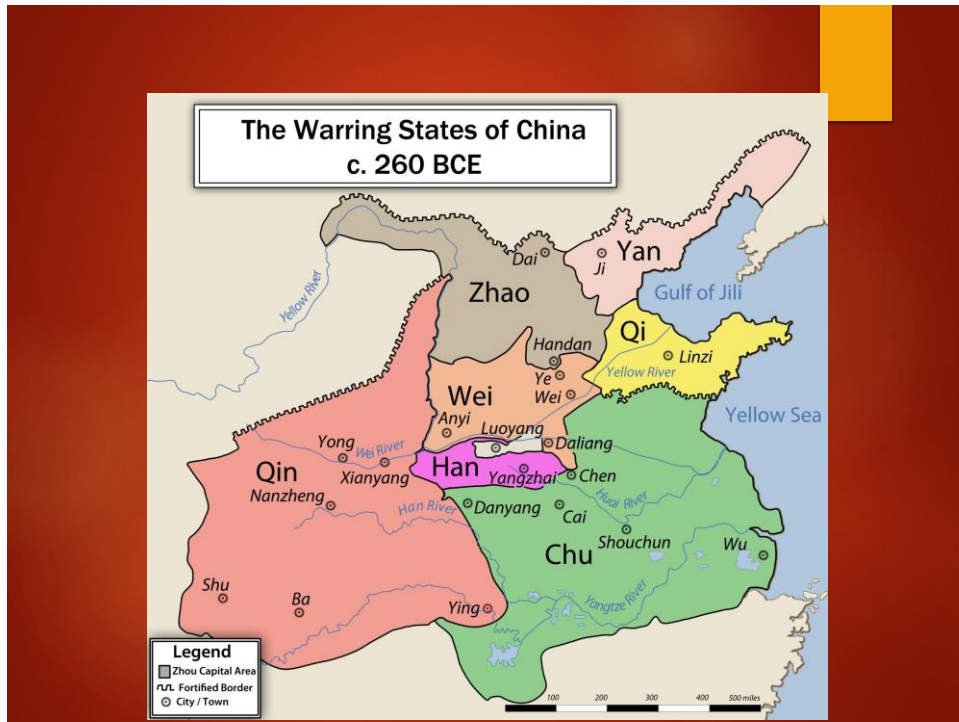 The Warring States of China
c. 260 BCE
Yan
Dai
Ji
Zhao
Gulf of Jili
Yellow River
Qi
Handan
Linzi
Ye
Yellow River
Wei
Wei
Yellow Sea
Anyi
Luoyang
Daliang
Yong
Wei River
Qin
Xianyang
Han
Yangzhai
Chen
Nanzheng
Han River
Danyang
Cai
Huai River
Shouchun
Chu
Wu
Shu
Ba
Ying
Yangtze River
Legend
Zhou Capital Area
Fortified Border
City / Town
100 200 300 400 500 miles